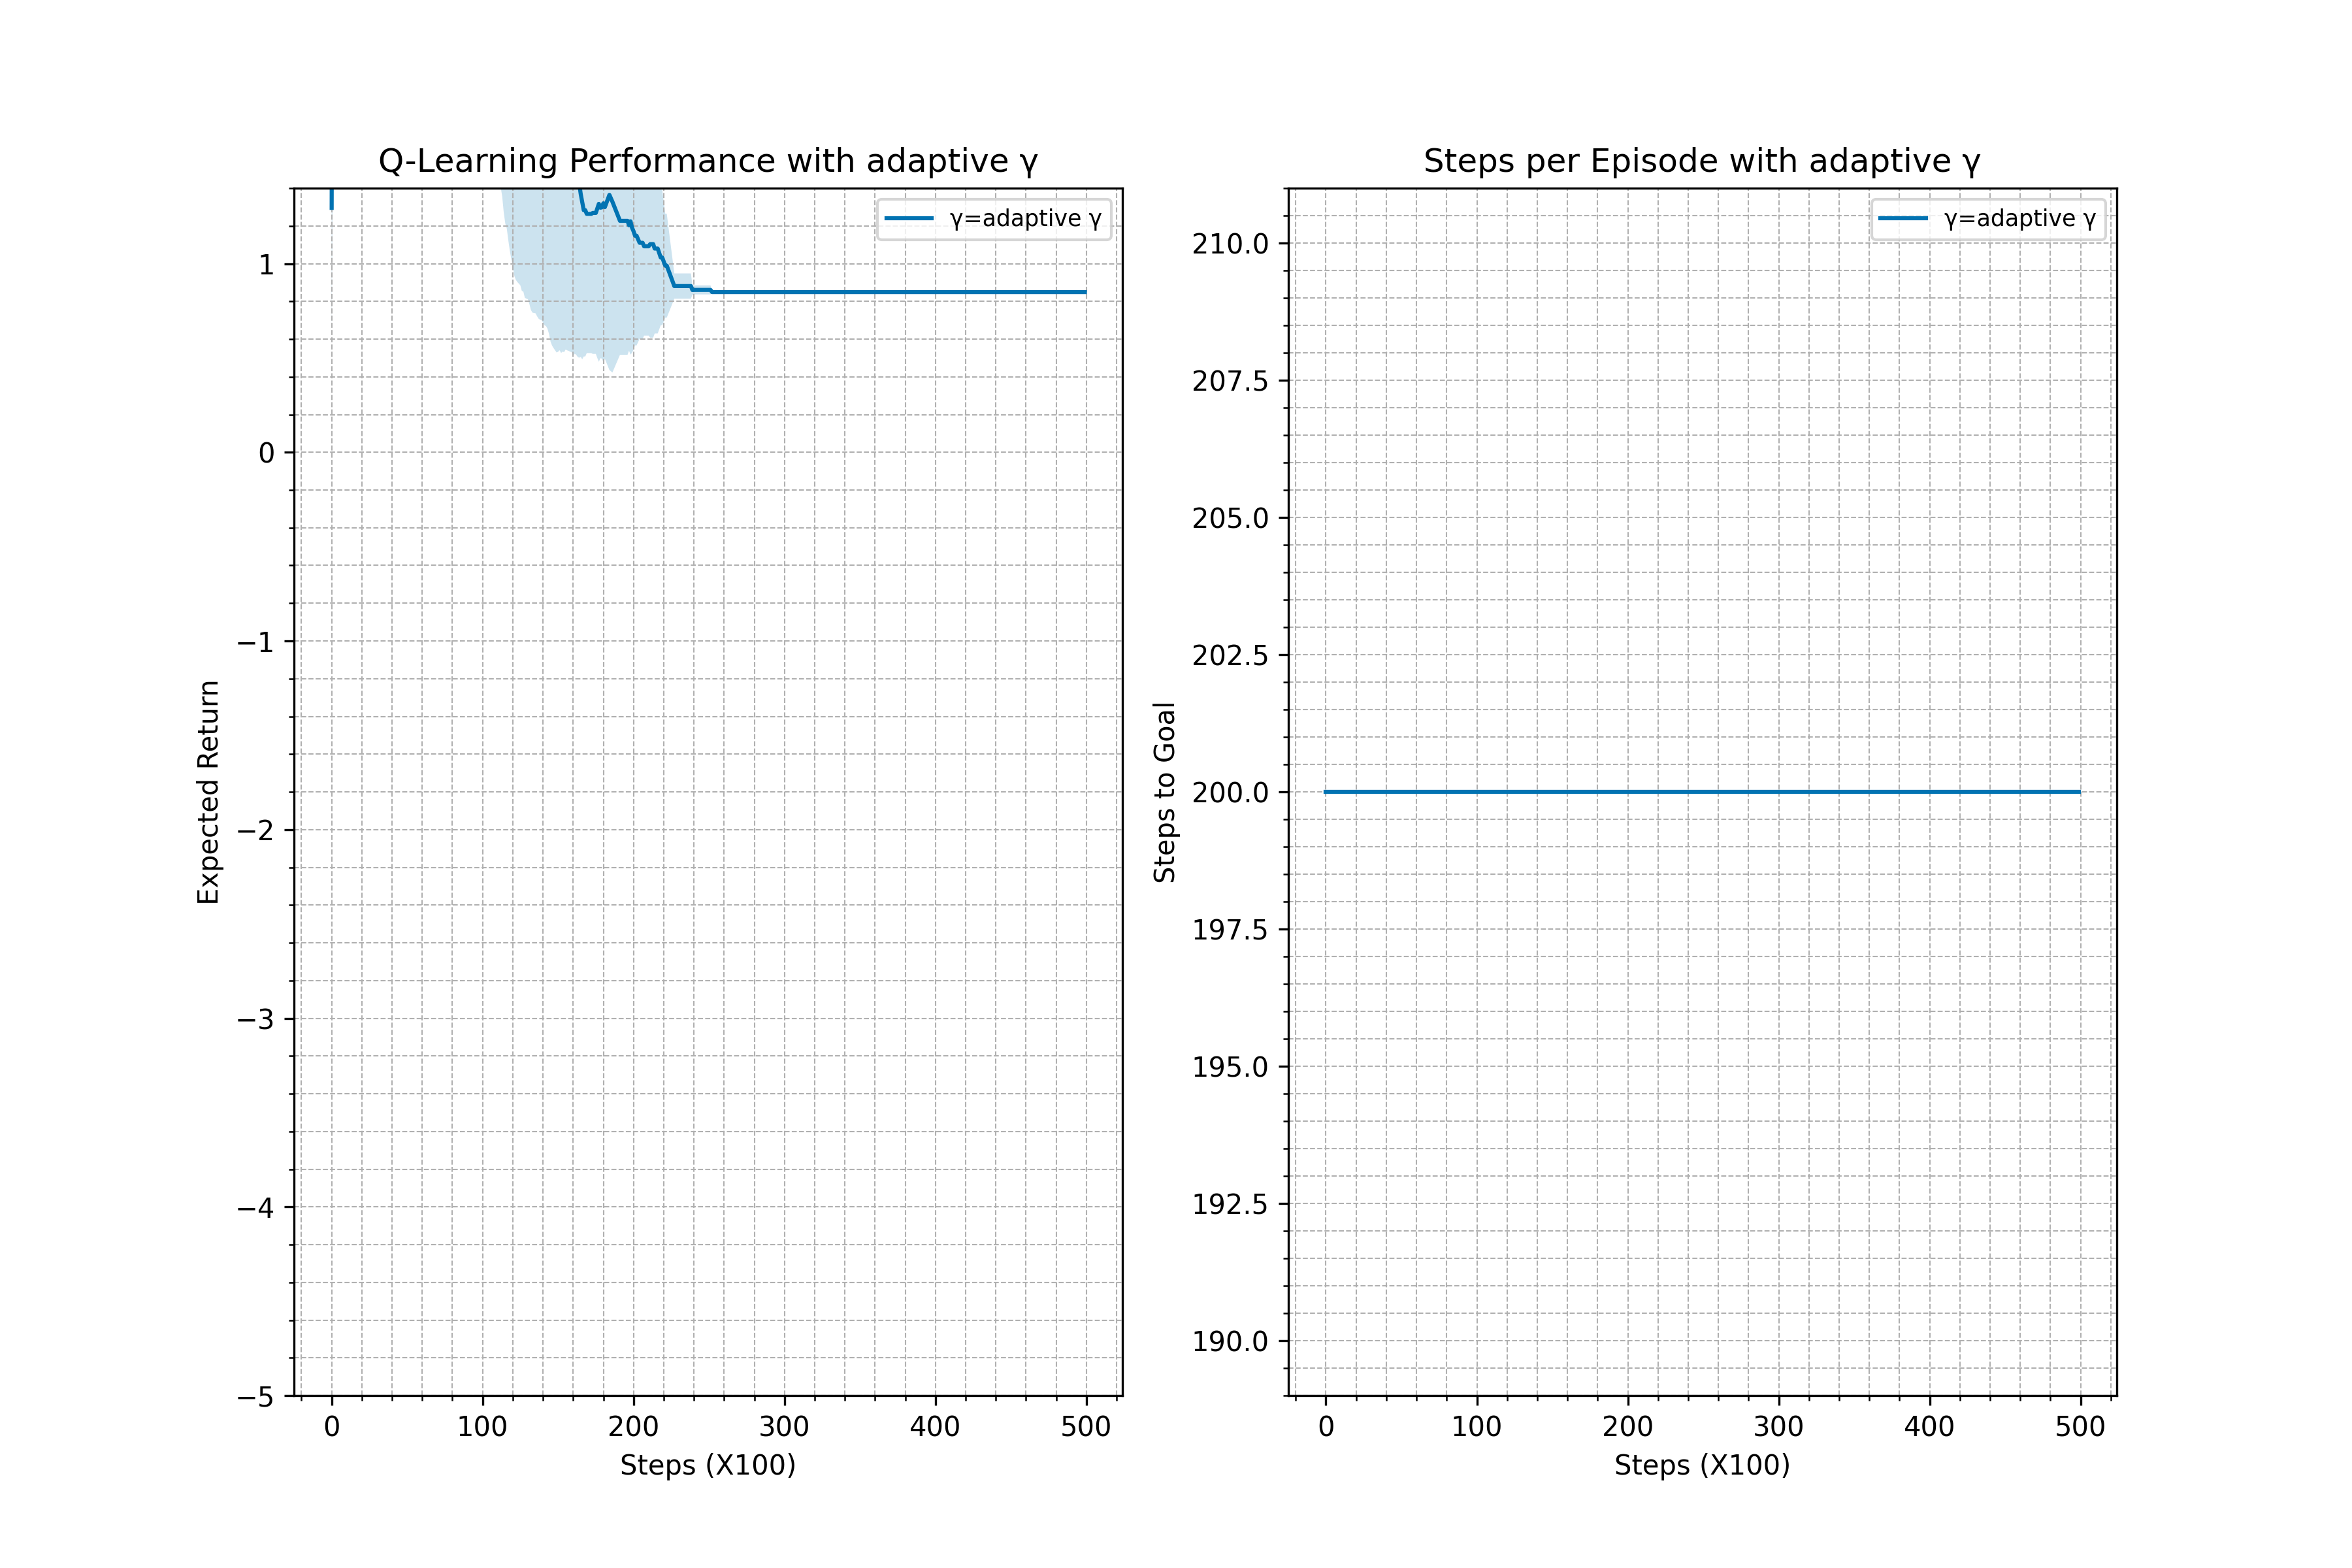 Q-Learning Performance with adaptive γ
γ=adaptive γ
1
0
−1
−2
−3
−4
−5
Expected Return
0 100 200 300 400 500
Steps (X100)
Steps per Episode with adaptive γ
γ=adaptive γ
210.0
207.5
205.0
202.5
200.0
197.5
195.0
192.5
190.0
Steps to Goal
0 100 200 300 400 500
Steps (X100)